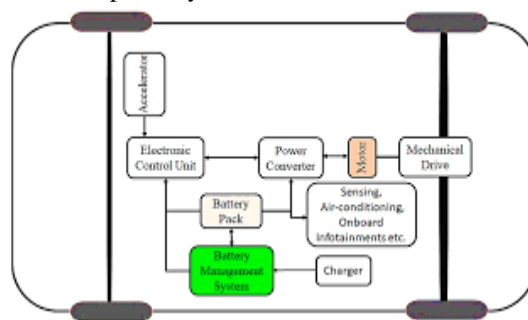 Accelerator
Electronic
Control Unit
Power
Converter
Motor
Mechanical
Drive
Battery
Pack
Sensing,
Air-conditioning,
Onboard
Infotainments etc.
Battery
Management
System
Charger